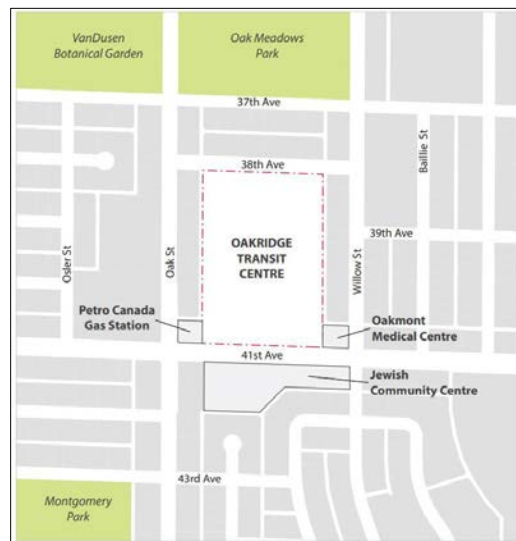 VanDusen
Botanical Garden
Oak Meadows
Park
37th Ave
38th Ave
Baillie St
39th Ave
OAKRIDGE
TRANSIT
CENTRE
Osler St
Oak St
Willow St
Petro Canada
Gas Station
Oakmont
Medical Centre
41st Ave
Jewish
Community Centre
43rd Ave
Montgomery
Park